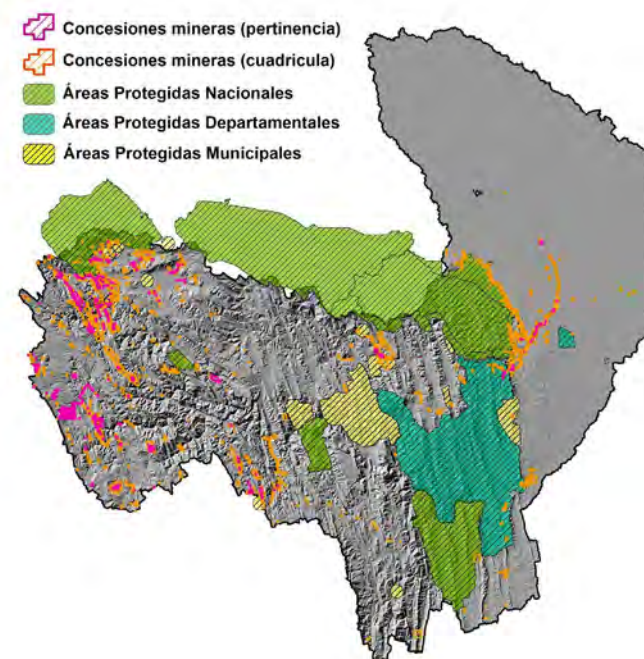 Concesiones mineras (pertinencia)
Concesiones mineras (cuadricula)
Áreas Protegidas Nacionales
Áreas Protegidas Departamentales
Áreas Protegidas Municipales